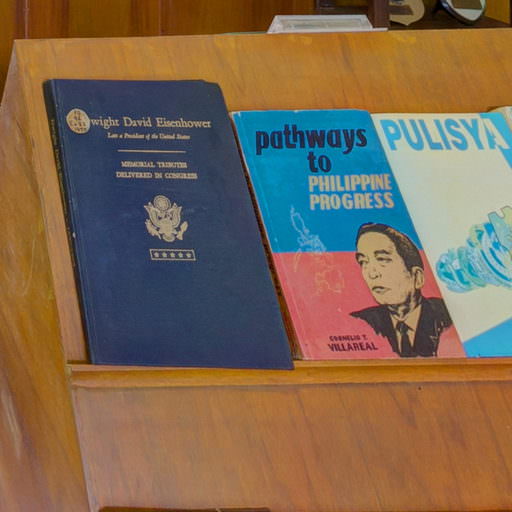 Dwight David Eisenhower
Late a President of the United States
MEMORIAL TRIBUTES
DELIVERED IN CONGRESS
pathways
to
PHILIPPINE
PROGRESS
CORNELIO T.
VILLAREAL
PULISYA